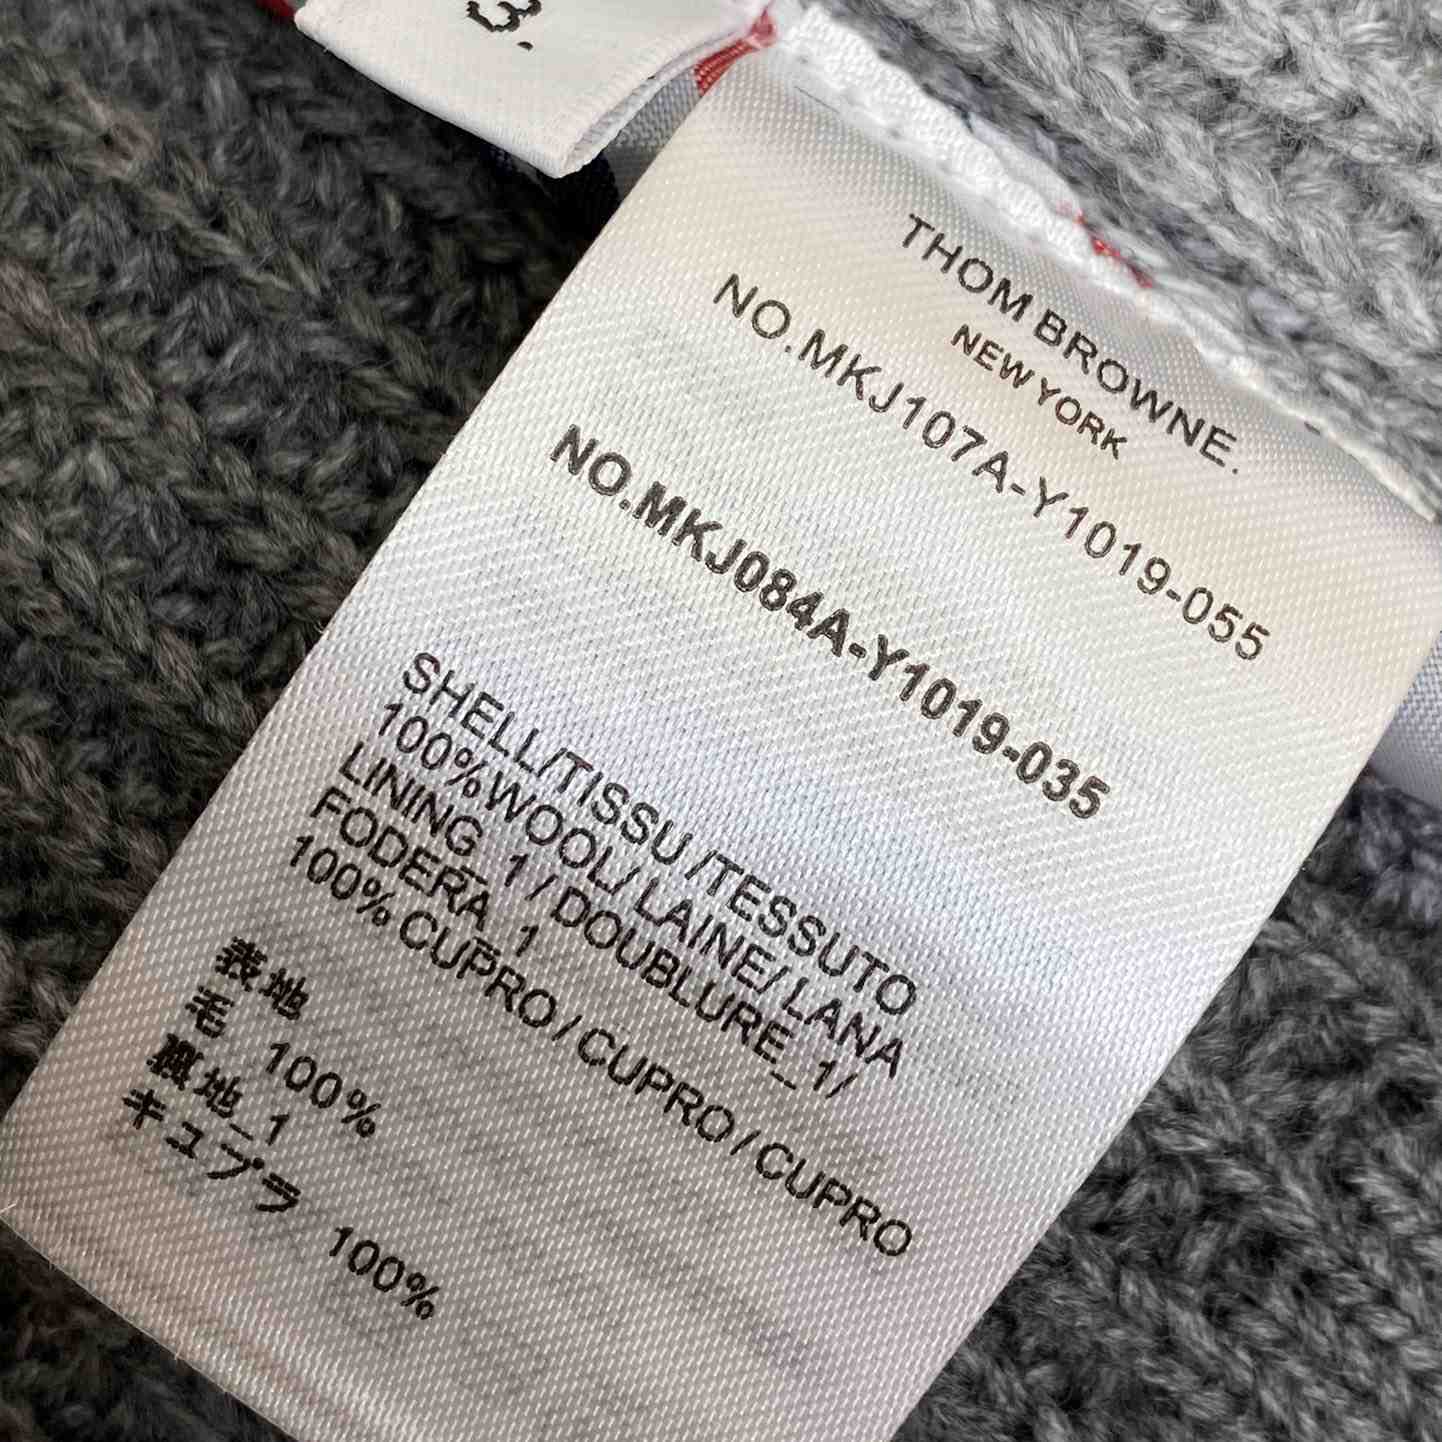 3.
THOM BROWNE.
NEW YORK
NO.MKJ107A-Y1019-055
NO.MKJ084A-Y1019-035
SHELL/TISSU /TESSUTO
100%WOOL/ LAINE/ LANA
LINING_1 / DOUBLURE_1/
FODERA_1
100% CUPRO / CUPRO / CUPRO
表地
毛 100%
裏地_1
キュプラ 100%